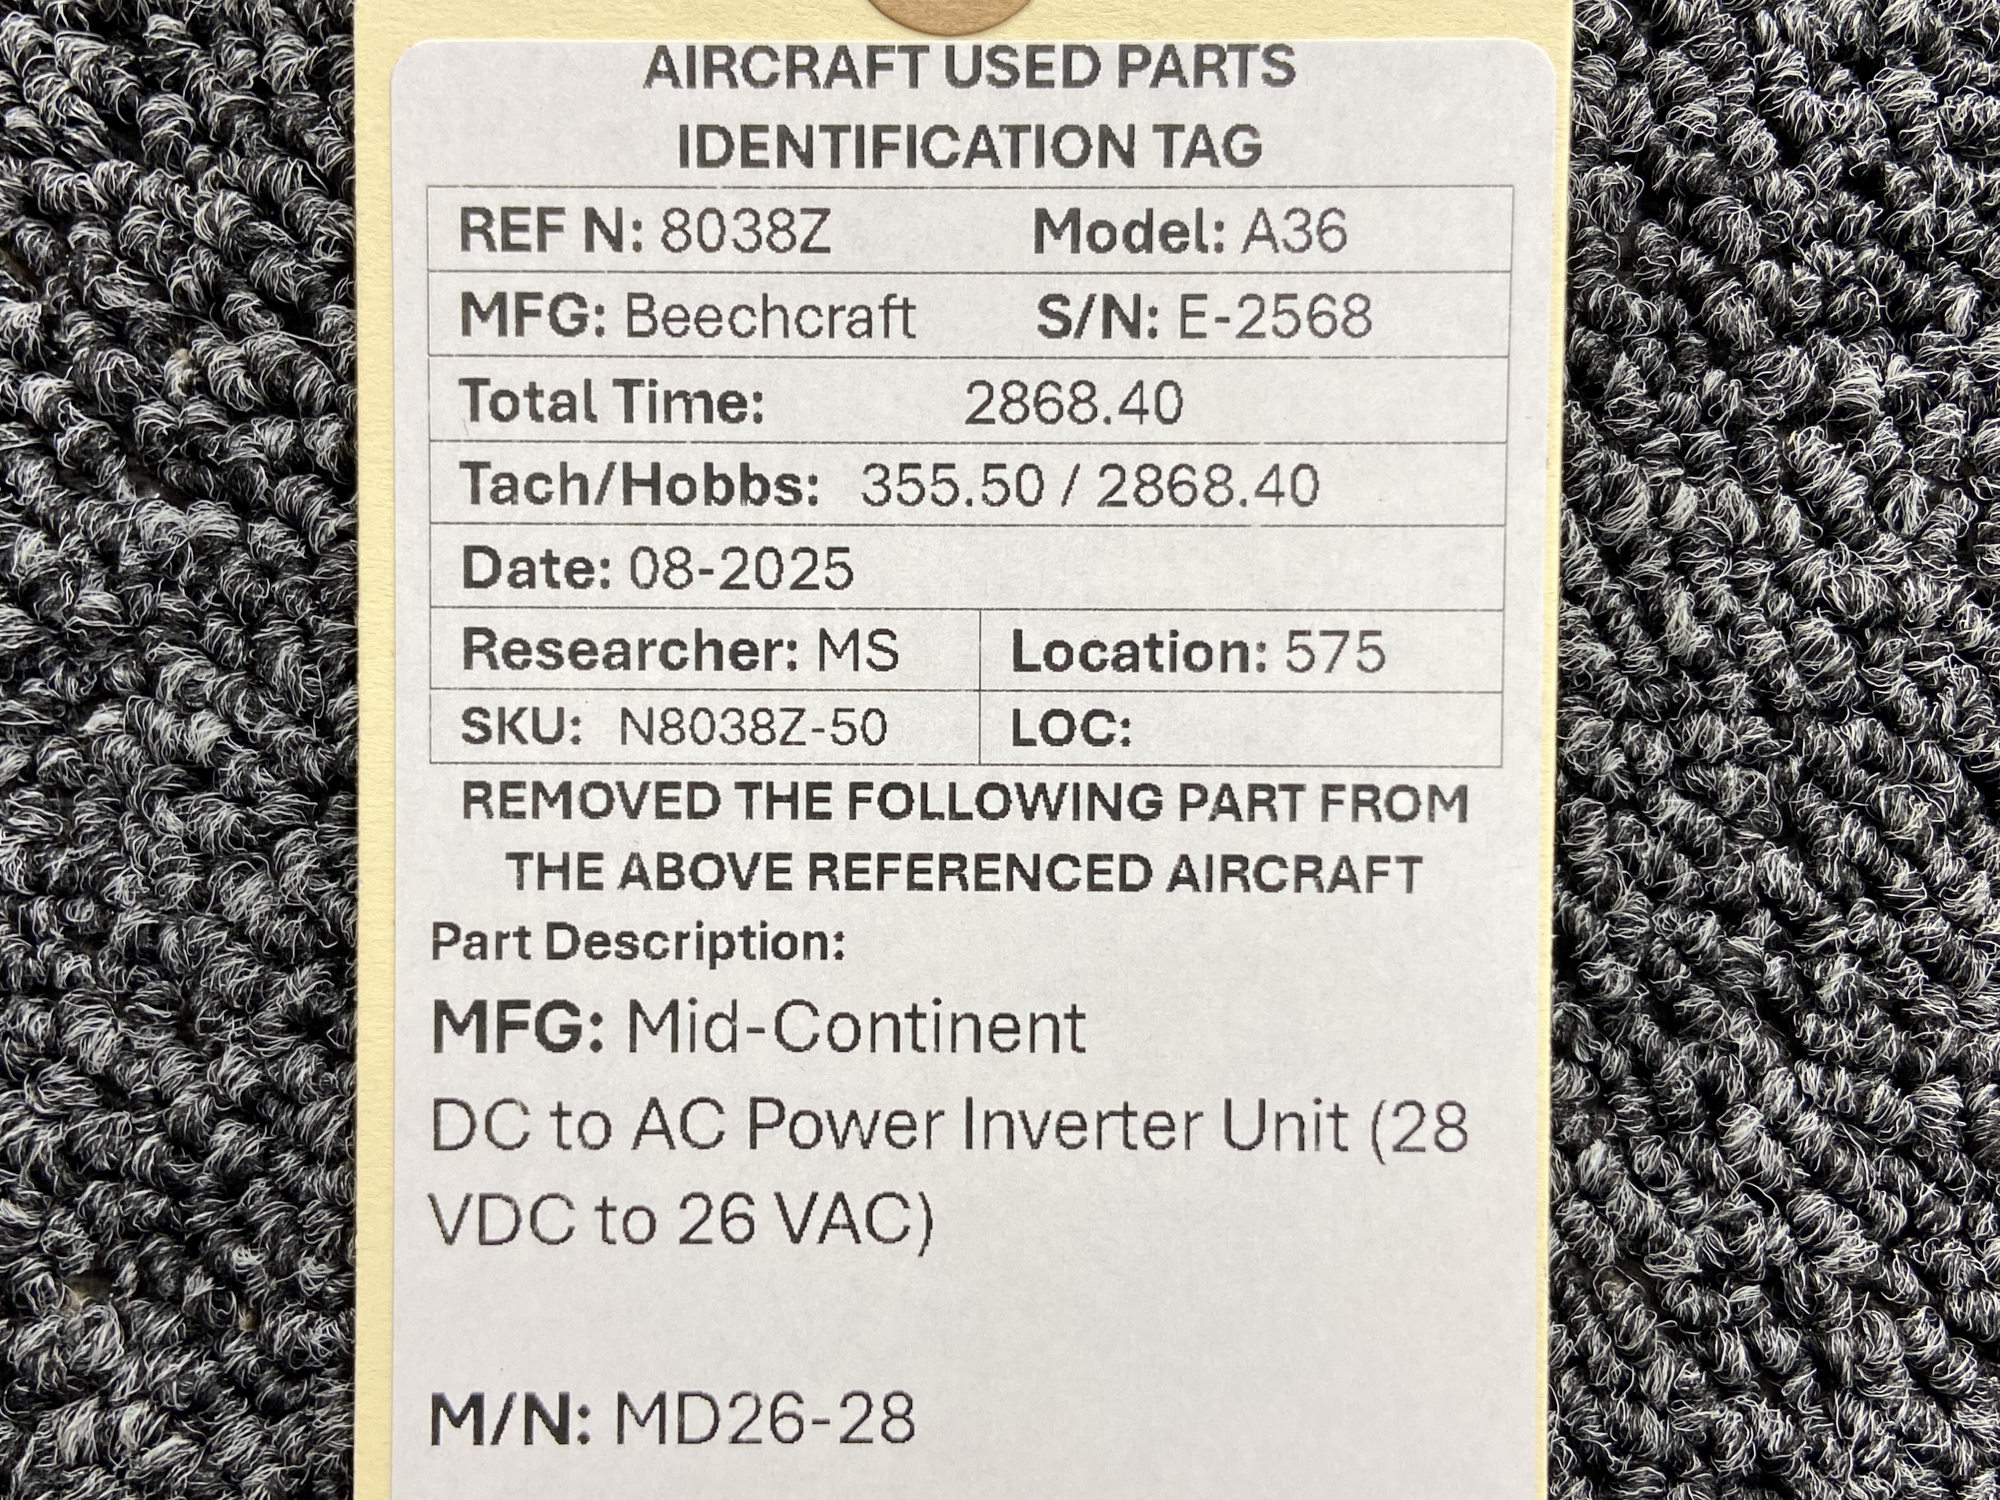 AIRCRAFT USED PARTS
IDENTIFICATION TAG
REF N: 8038Z Model: A36
MFG: Beechcraft S/N: E-2568
Total Time: 2868.40
Tach/Hobbs: 355.50 / 2868.40
Date: 08-2025
Researcher: MS Location: 575
SKU: N8038Z-50 LOC:
REMOVED THE FOLLOWING PART FROM
THE ABOVE REFERENCED AIRCRAFT
Part Description:
MFG: Mid-Continent
DC to AC Power Inverter Unit (28
VDC to 26 VAC)
M/N: MD26-28